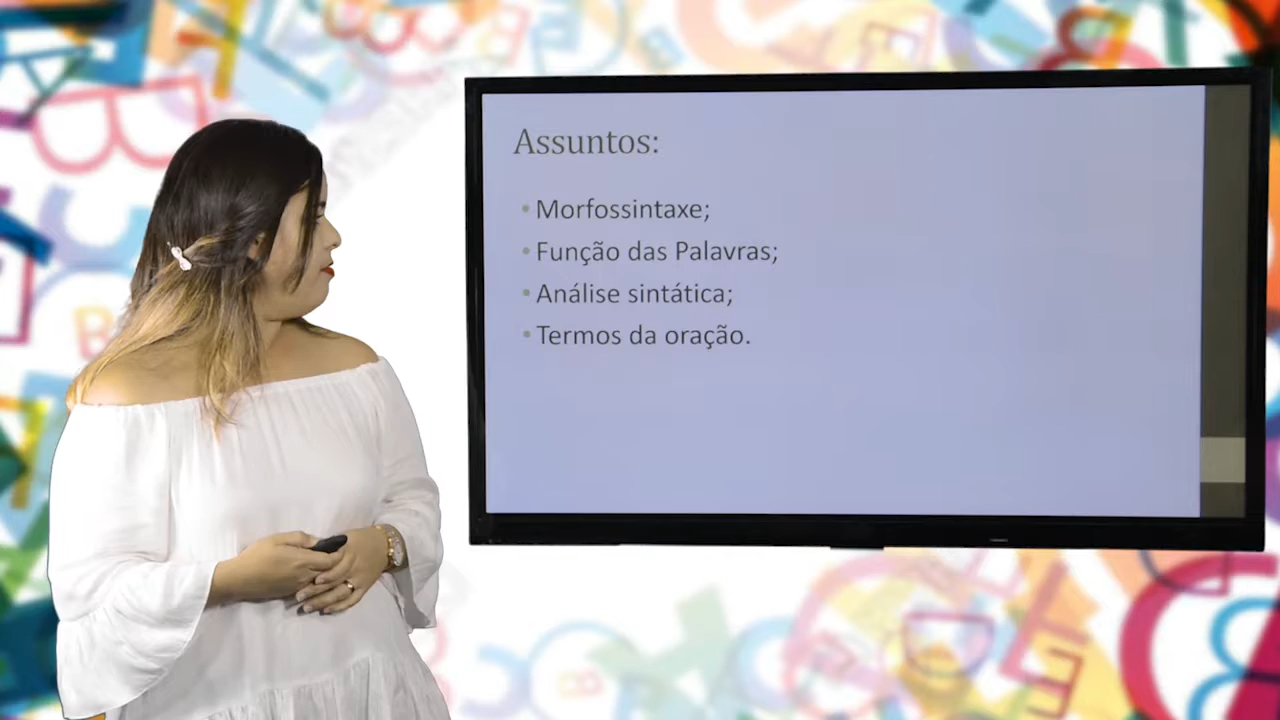 Assuntos:
• Morfossintaxe;
• Função das Palavras;
• Análise sintática;
• Termos da oração.